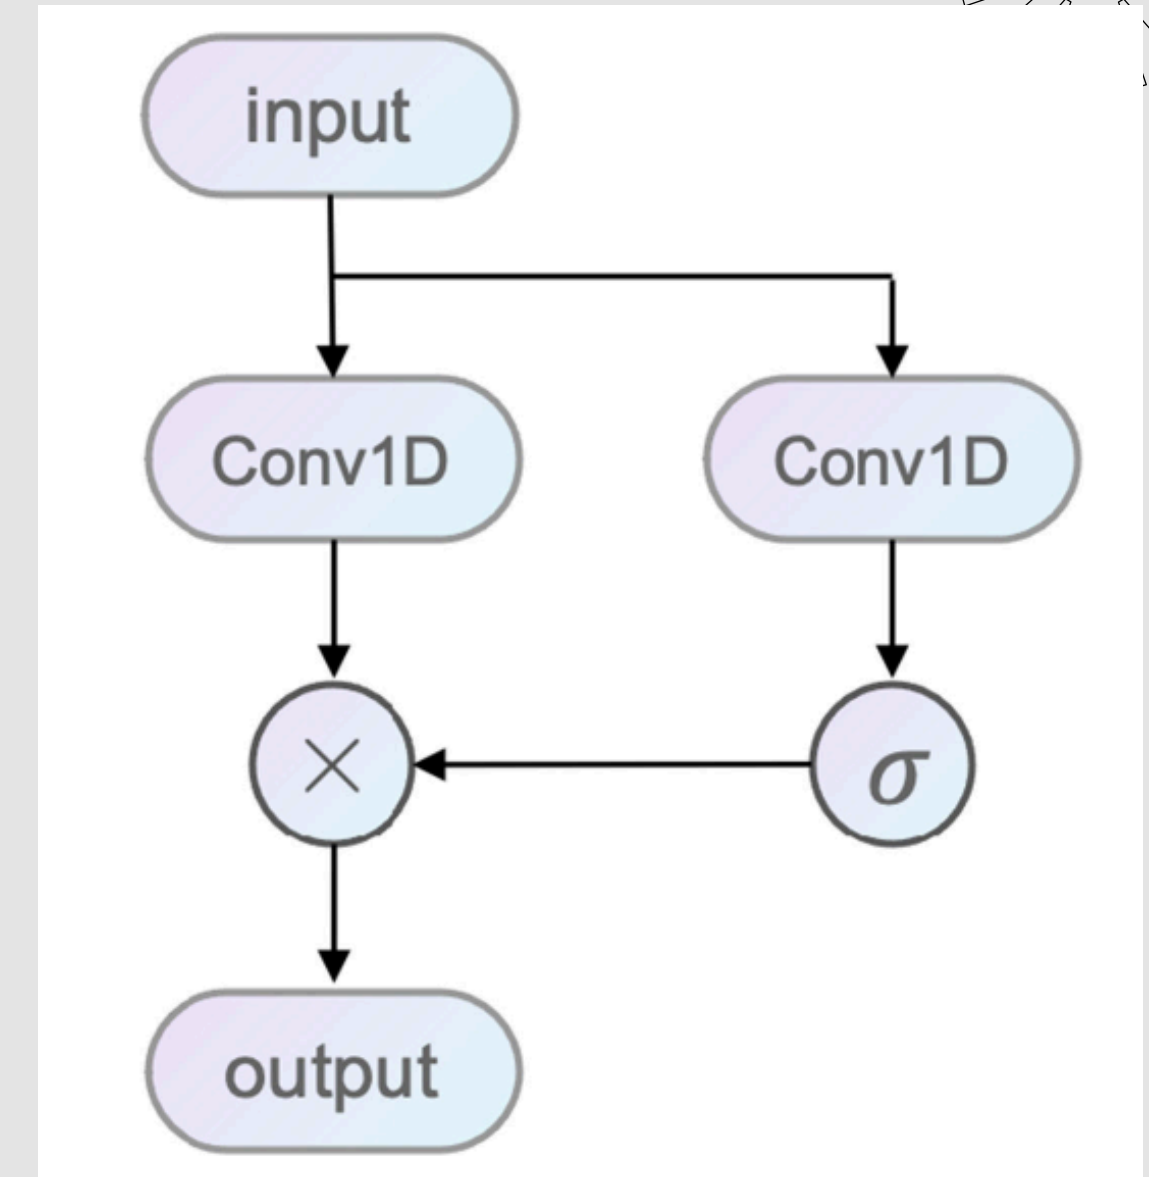 input
Conv1D
Conv1D
×
σ
output